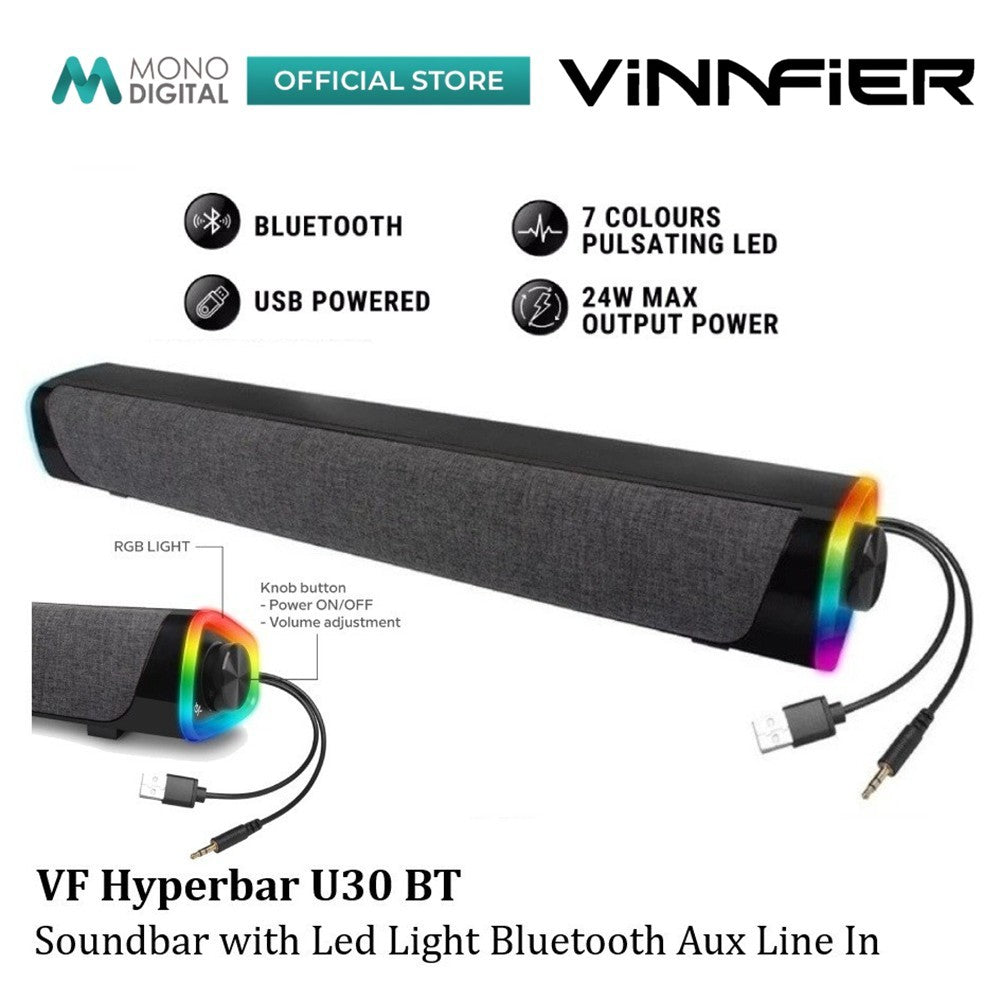 MONO
DIGITAL
OFFICIAL STORE
ViNNFiER
BLUETOOTH
7 COLOURS
PULSATING LED
USB POWERED
24W MAX
OUTPUT POWER
RGB LIGHT
Knob button
- Power ON/OFF
- Volume adjustment
VF Hyperbar U30 BT
Soundbar with Led Light Bluetooth Aux Line In